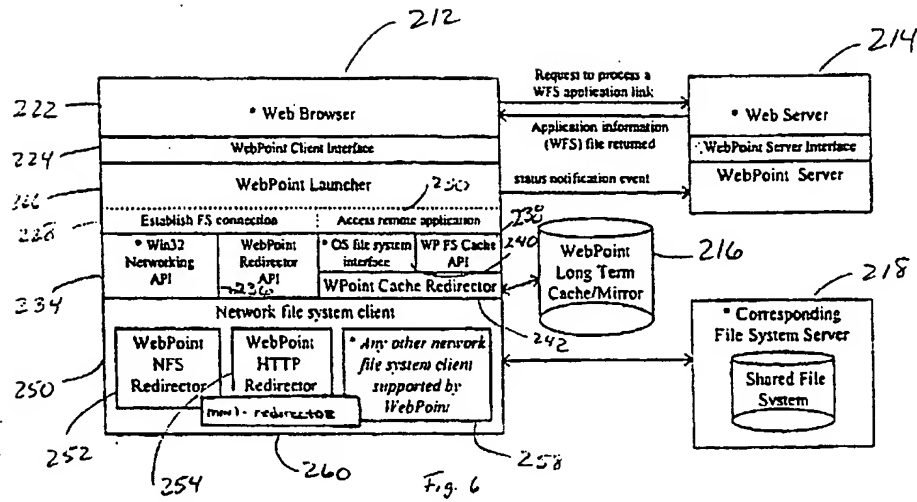 212
214
Request to process a
WFS application link
222
* Web Browser
* Web Server
Application information
(WFS) file returned
224
WebPoint Client Interface
WebPoint Server Interface
WebPoint Launcher
status notification event
WebPoint Server
230
228
Establish FS connection
Access remote application
238
* Win32
Networking
API
WebPoint
Redirector
API
* OS file system
interface
WP FS Cache
API
240
WebPoint
Long Term
Cache/Mirror
216
234
236
WPoint Cache Redirector
218
Network file system client
242
* Corresponding
File System Server
WebPoint
NFS
Redirector
WebPoint
HTTP
Redirector
* Any other network
file system client
supported by
WebPoint
Shared File
System
250
mini-redirector
252
254
260
258
Fig. 6